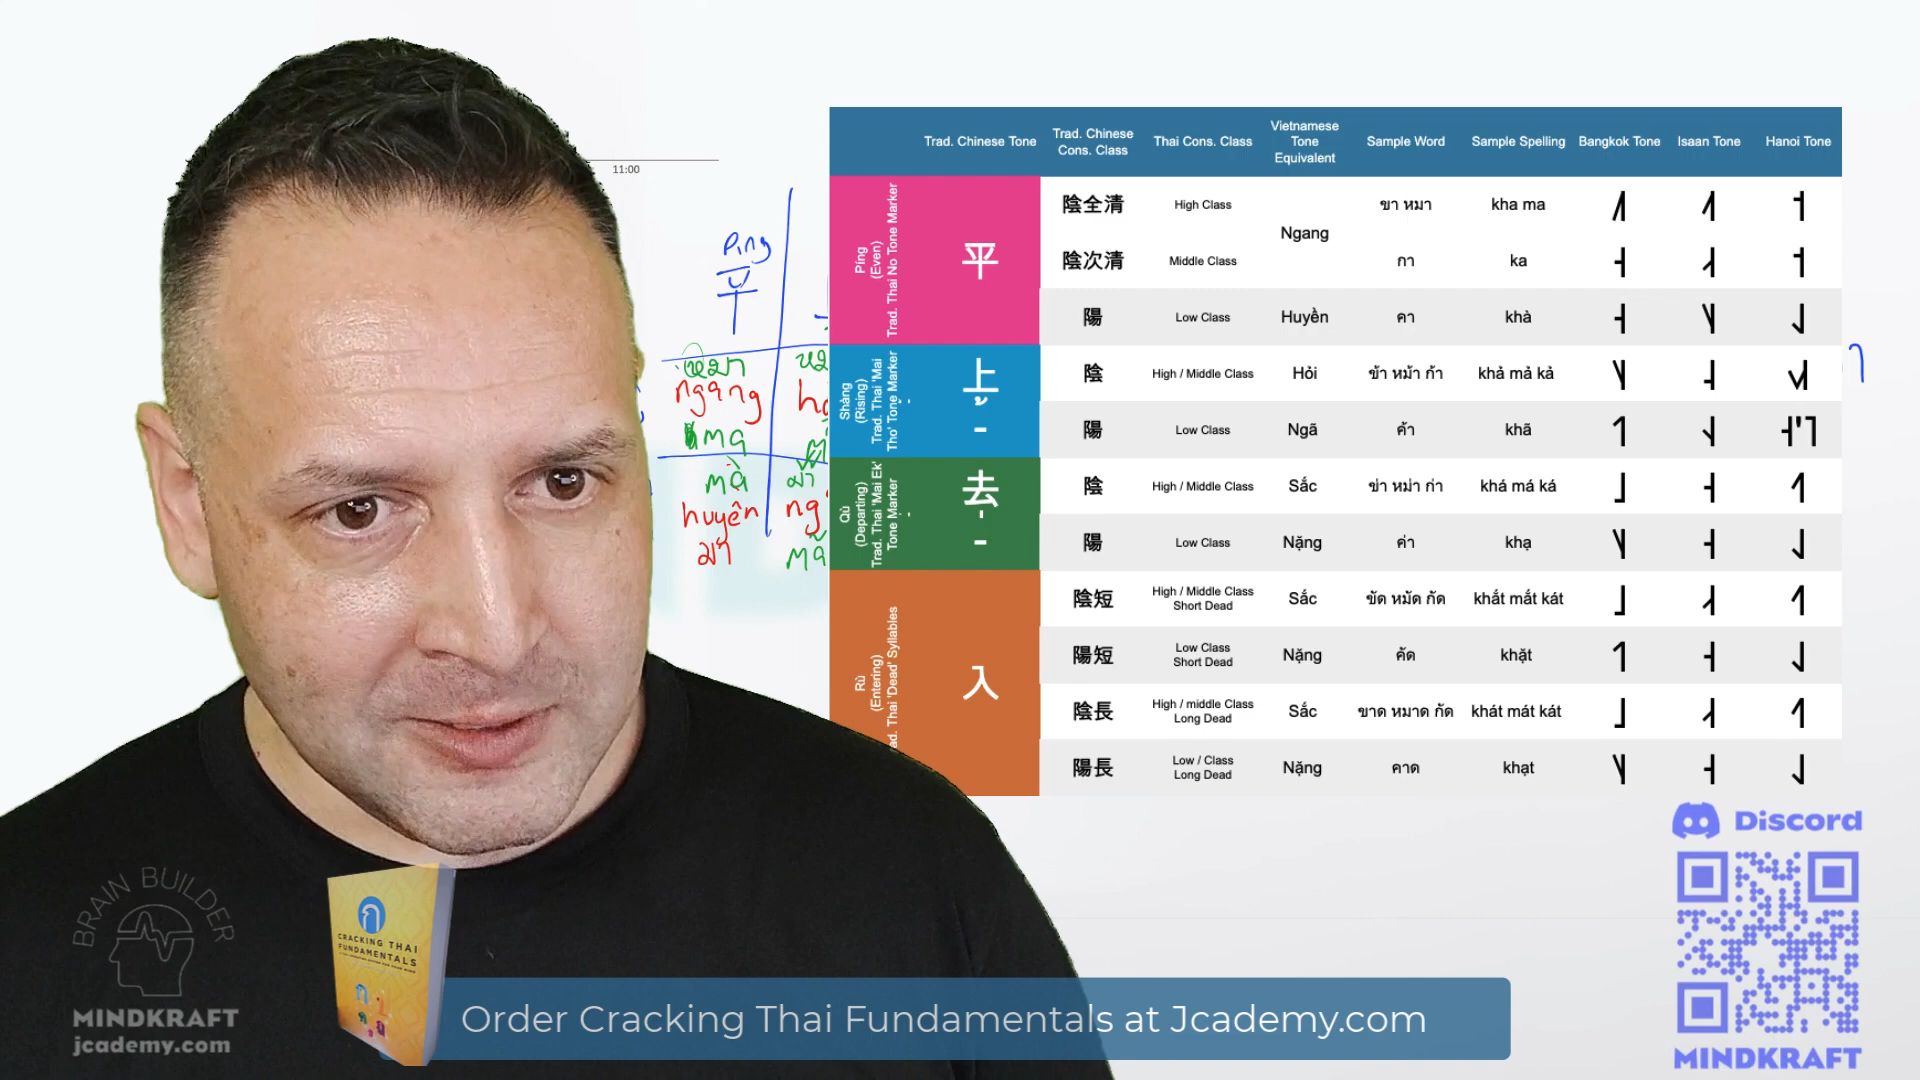 11:00
Ping
ngang
ma
mà
huyền
Trad. Chinese Tone
Trad. Chinese Cons. Class
Thai Cons. Class
Vietnamese Tone Equivalent
Sample Word
Sample Spelling
Bangkok Tone
Isaan Tone
Hanoi Tone
Píng (Even) Trad. Thai No Tone Marker
平
陰全清 High Class Ngang ขา หมา kha ma
陰次清 Middle Class กา ka
陽 Low Class Huyền คา khà
Shàng (Rising) Trad. Thai 'Mai Tho' Tone Marker
上
陰 High / Middle Class Hỏi ข้า หม้า ก้า khả mả kả
陽 Low Class Ngã ค้า khã
Qù (Departing) Trad. Thai 'Mai Ek' Tone Marker
去
陰 High / Middle Class Sắc ข่า หม่า ก่า khá má ká
陽 Low Class Nặng ค่า khạ
Rù (Entering) Trad. Thai 'Dead' Syllables
入
陰短 High / Middle Class Short Dead Sắc ขัด หมัด กัด khắt mắt kát
陽短 Low Class Short Dead Nặng คัด khặt
陰長 High / middle Class Long Dead Sắc ขาด หมาด กัด khát mát kát
陽長 Low / Class Long Dead Nặng คาด khạt
Discord
MINDKRAFT
BRAIN BUILDER
MINDKRAFT
jcademy.com
ก
CRACKING THAI
FUNDAMENTALS
Order Cracking Thai Fundamentals at Jcademy.com